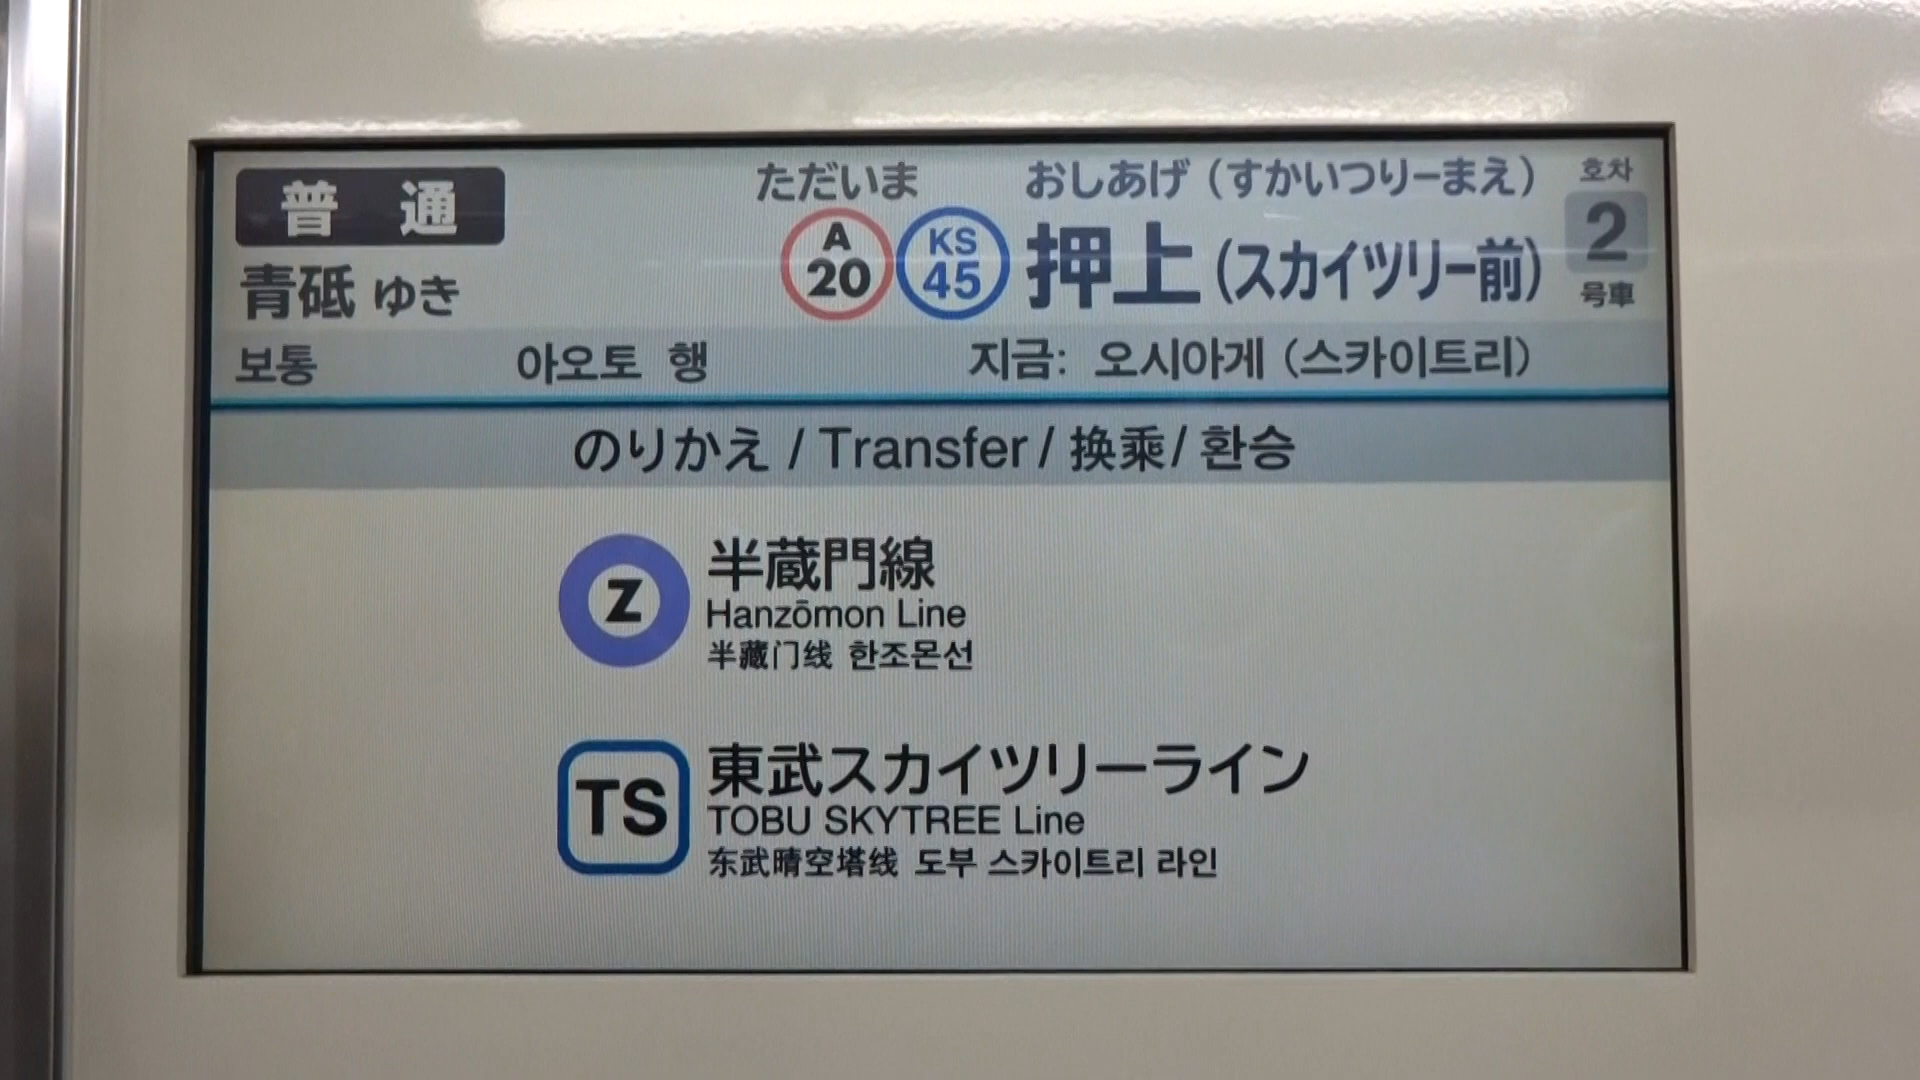 普通
青砥 ゆき
ただいま
おしあげ（すかいつりーまえ）
A 20
KS 45
押上（スカイツリー前）
호차
2
号車
보통 아오토 행 지금: 오시아게 (스카이트리)
のりかえ / Transfer / 换乘 / 환승
Z
半蔵門線
Hanzōmon Line
半藏门线 한조몬선
TS
東武スカイツリーライン
TOBU SKYTREE Line
东武晴空塔线 도부 스카이트리 라인